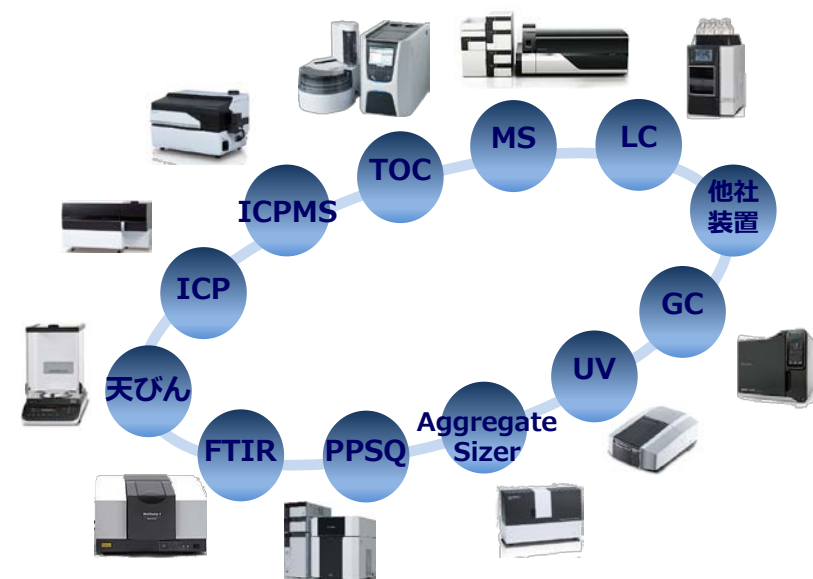 MS
LC
TOC
他社
装置
ICPMS
ICP
GC
UV
天びん
Aggregate
Sizer
FTIR
PPSQ